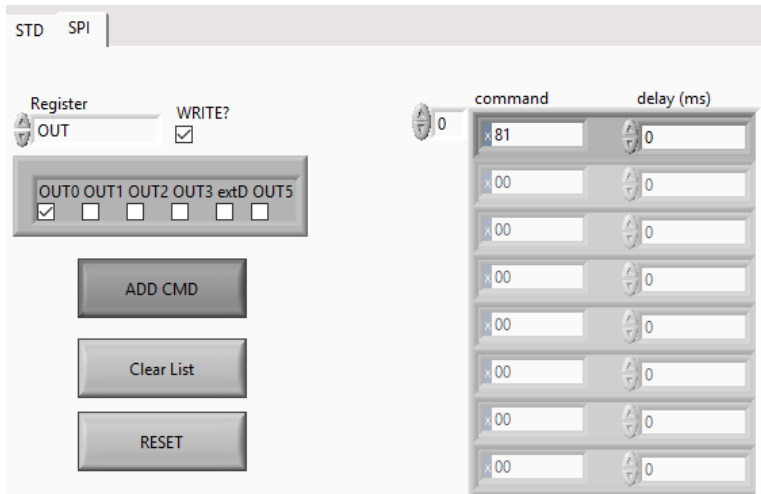 STD SPI
Register WRITE?
OUT
OUT0 OUT1 OUT2 OUT3 extD OUT5
ADD CMD
Clear List
RESET
command delay (ms)
0 x 81 0
x 00 0
x 00 0
x 00 0
x 00 0
x 00 0
x 00 0
x 00 0